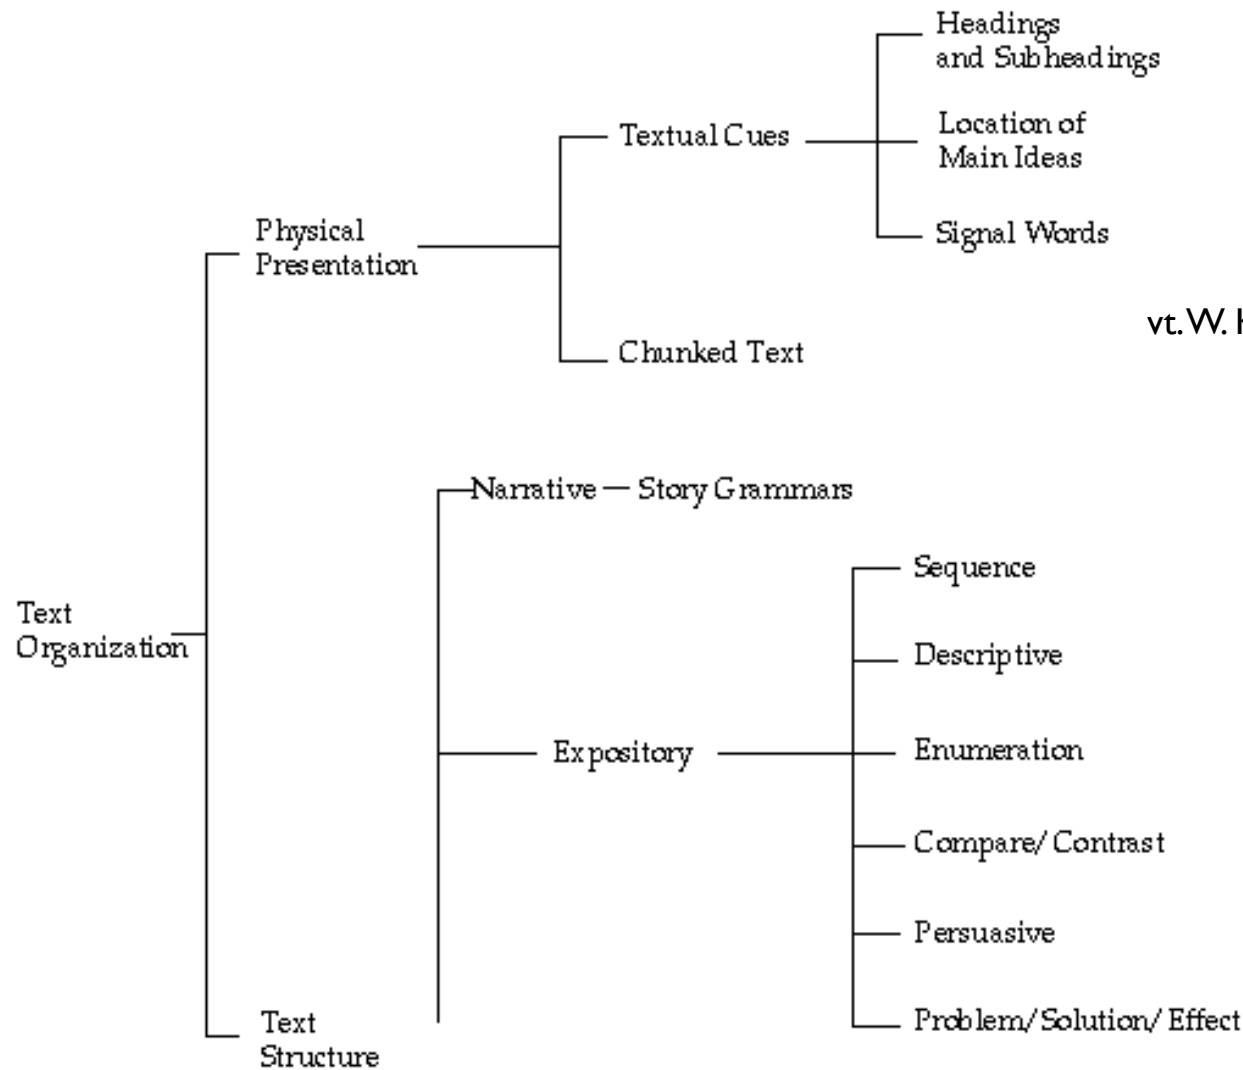 Headings
and Subheadings
Textual Cues
Location of
Main Ideas
Physical
Presentation
Signal Words
vt. W.
Chunked Text
Narrative — Story Grammars
Sequence
Text
Organization
Descriptive
Expository
Enumeration
Compare/ Contrast
Persuasive
Text
Structure
Problem/ Solution/ Effect